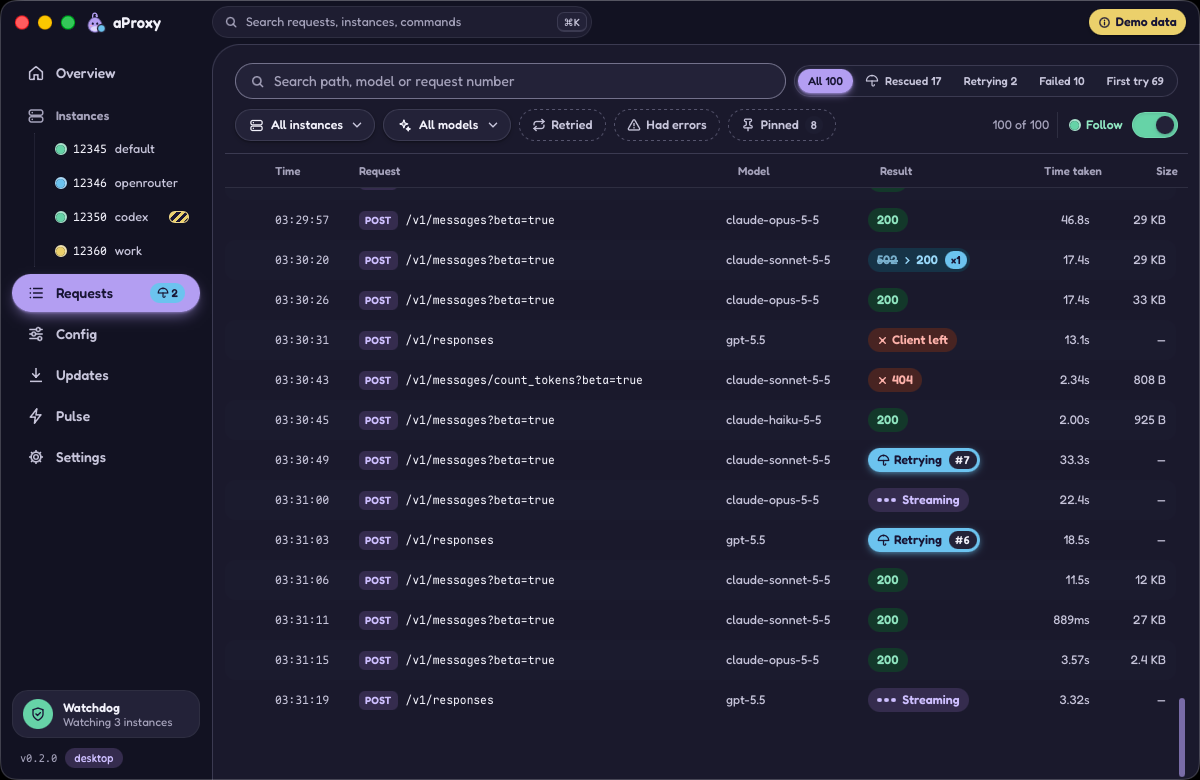 aProxy
Search requests, instances, commands
⌘K
Demo data
Overview
Instances
12345 default
12346 openrouter
12350 codex
12360 work
Requests 2
Config
Updates
Pulse
Settings
Watchdog
Watching 3 instances
v0.2.0 desktop
Search path, model or request number
All 100 Rescued 17 Retrying 2 Failed 10 First try 69
All instances All models Retried Had errors Pinned 8 100 of 100 Follow
Time Request Model Result Time taken Size
03:29:57 POST /v1/messages?beta=true claude-opus-5-5 200 46.8s 29 KB
03:30:20 POST /v1/messages?beta=true claude-sonnet-5-5 502 > 200 x1 17.4s 29 KB
03:30:26 POST /v1/messages?beta=true claude-opus-5-5 200 17.4s 33 KB
03:30:31 POST /v1/responses gpt-5.5 × Client left 13.1s –
03:30:43 POST /v1/messages/count_tokens?beta=true claude-sonnet-5-5 × 404 2.34s 808 B
03:30:45 POST /v1/messages?beta=true claude-haiku-5-5 200 2.00s 925 B
03:30:49 POST /v1/messages?beta=true claude-sonnet-5-5 Retrying #7 33.3s –
03:31:00 POST /v1/messages?beta=true claude-opus-5-5 Streaming 22.4s –
03:31:03 POST /v1/responses gpt-5.5 Retrying #6 18.5s –
03:31:06 POST /v1/messages?beta=true claude-sonnet-5-5 200 11.5s 12 KB
03:31:11 POST /v1/messages?beta=true claude-sonnet-5-5 200 889ms 27 KB
03:31:15 POST /v1/messages?beta=true claude-opus-5-5 200 3.57s 2.4 KB
03:31:19 POST /v1/responses gpt-5.5 Streaming 3.32s –